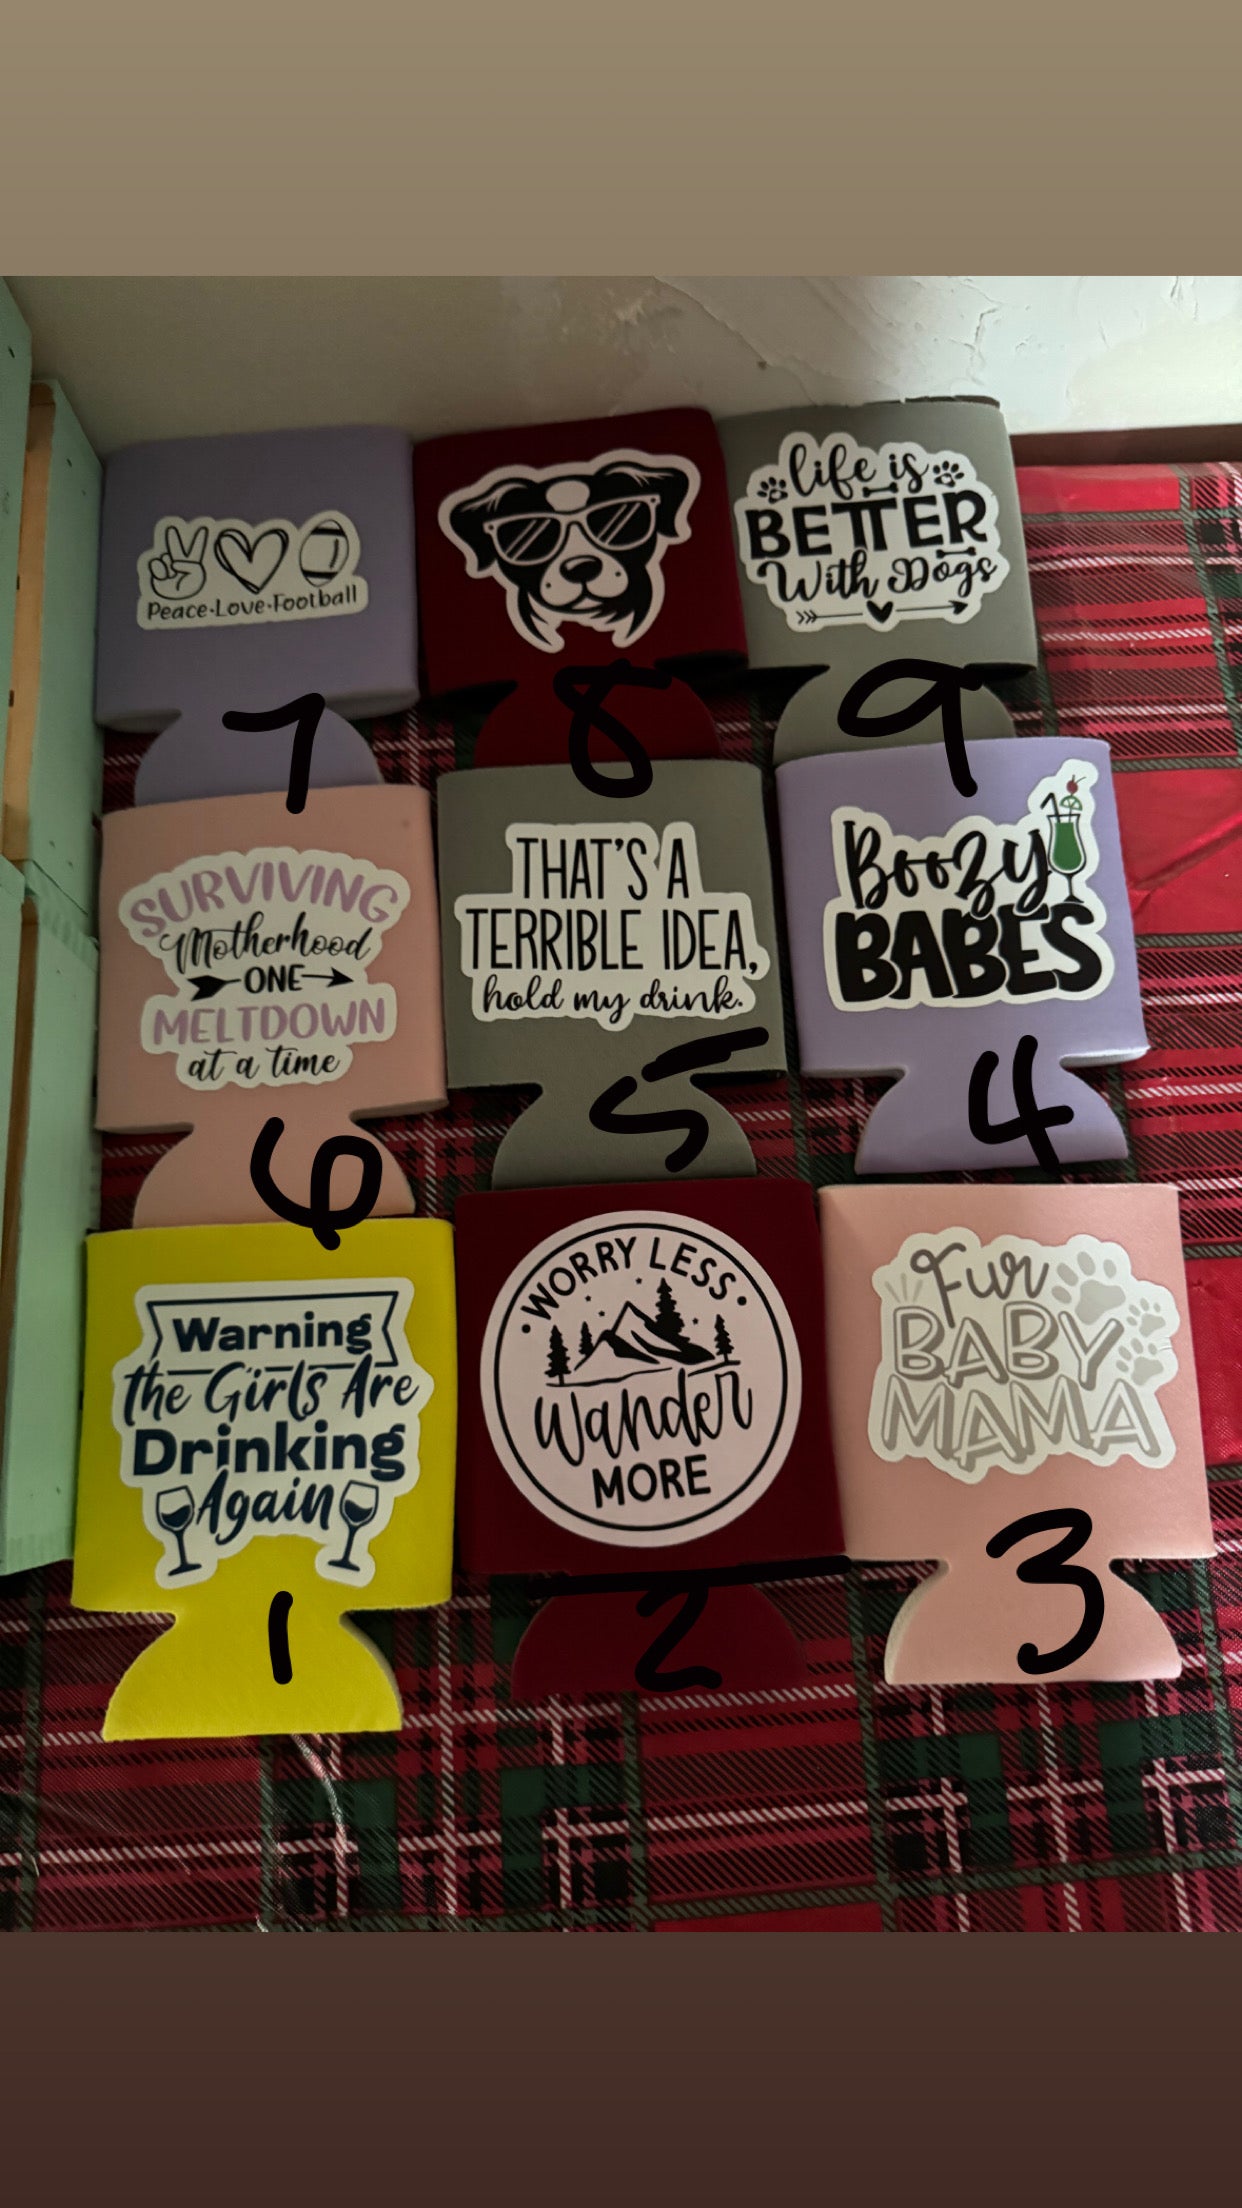 Peace·Love·Football
7
8
life is
BETTER
With Dogs
9
SURVIVING
Motherhood
ONE
MELTDOWN
at a time
6
THAT'S A
TERRIBLE IDEA,
hold my drink.
5
Boozy
BABES
4
Warning
the Girls Are
Drinking
Again
1
• WORRY LESS •
Wander
MORE
2
Fur
BABY
MAMA
3